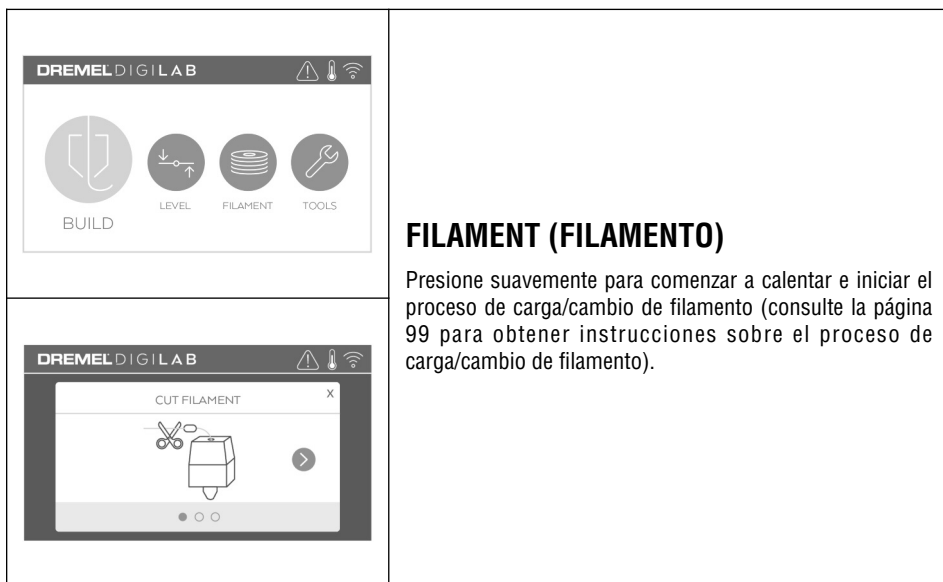 DREMEL DIGILAB
BUILD
LEVEL
FILAMENT
TOOLS
DREMEL DIGILAB
CUT FILAMENT
X
FILAMENT (FILAMENTO)
Presione suavemente para comenzar a calentar e iniciar el
proceso de carga/cambio de filamento (consulte la página
99 para obtener instrucciones sobre el proceso de
carga/cambio de filamento).